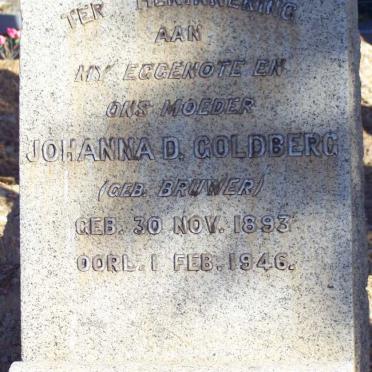 TER HERINNERING
AAN
MY EGGENOTE EN
ONS MOEDER
JOHANNA D. GOLDBERG
(GEB. BRUWER)
GEB. 30 NOV. 1893
OORL. 1 FEB. 1946.